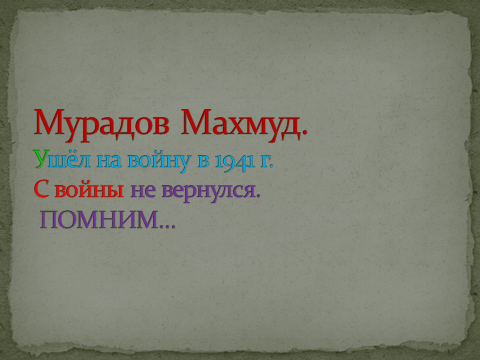 Мурадов Махмуд.
Ушёл на войну в 1941 г.
С войны не вернулся.
ПОМНИМ...